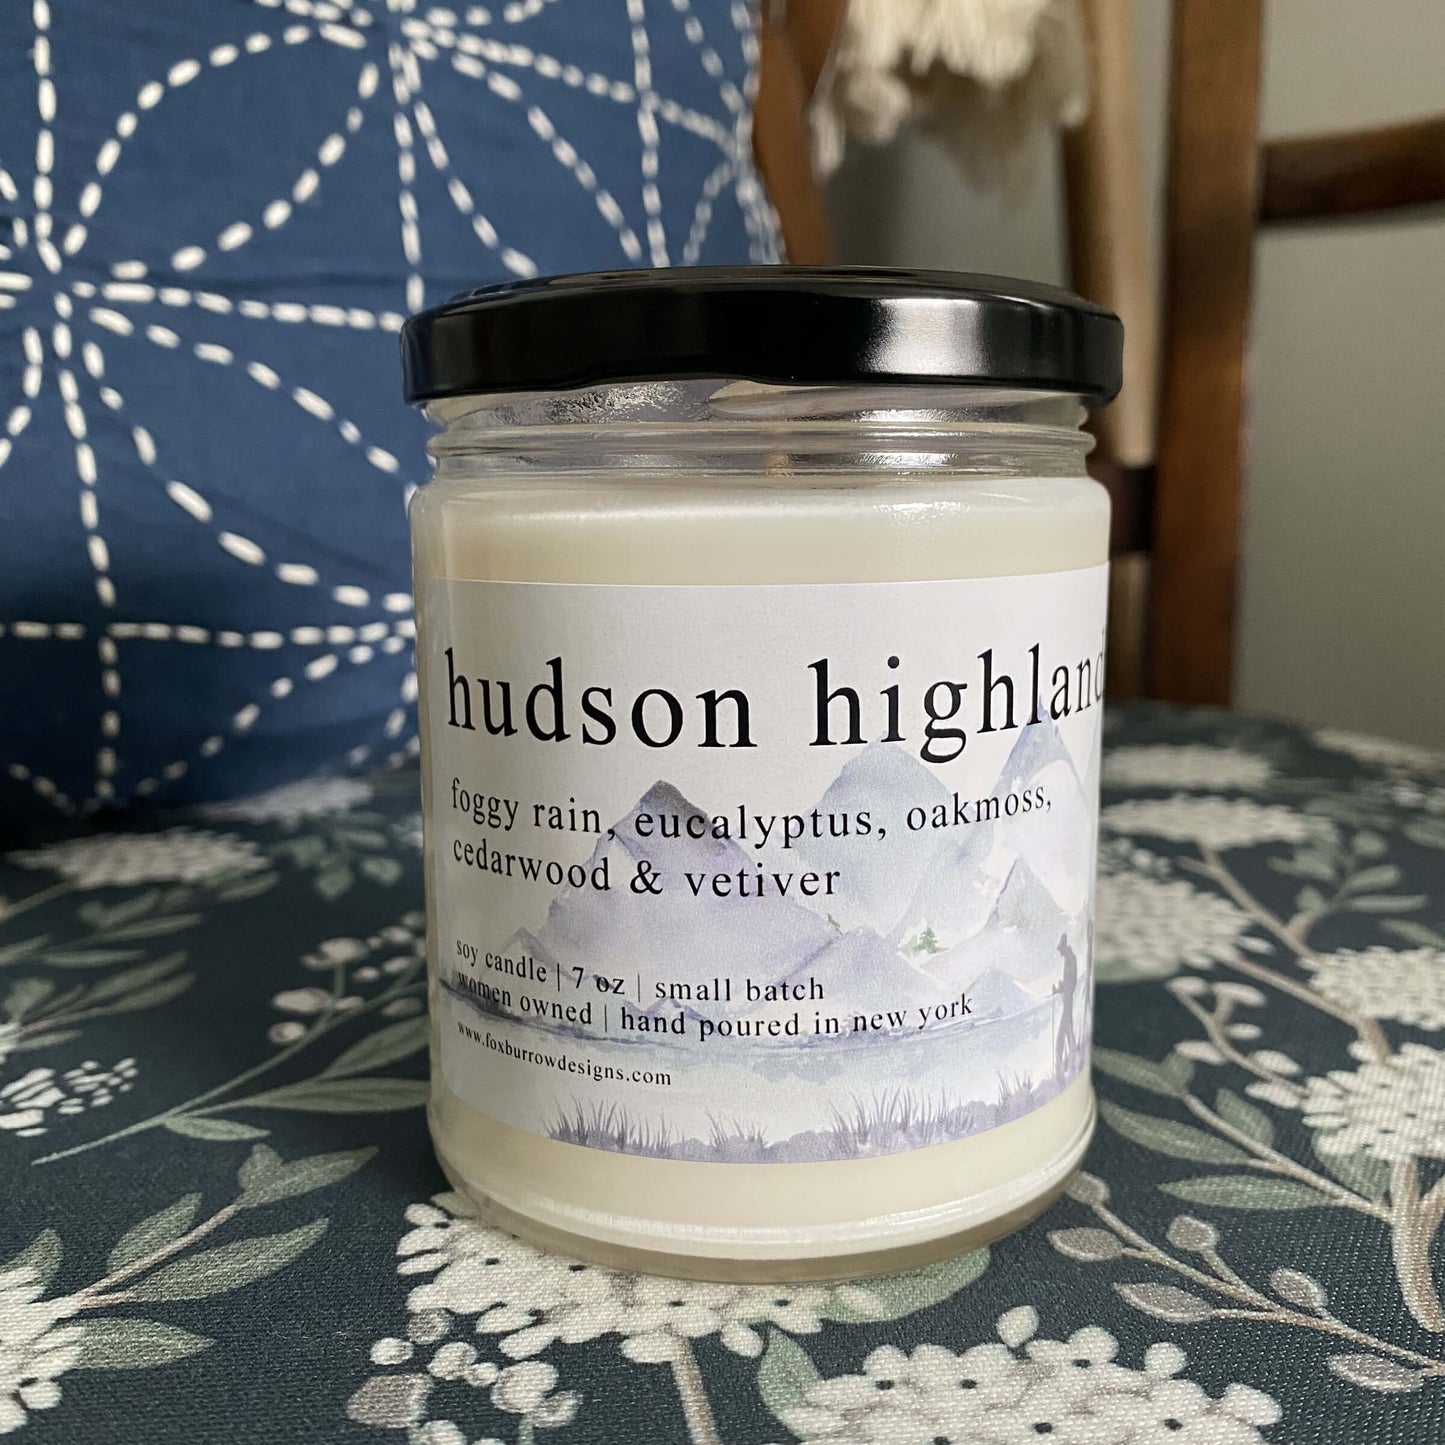 hudson highland
foggy rain, eucalyptus, oakmoss,
cedarwood & vetiver
soy candle | 7 oz | small batch
women owned | hand poured in new york
www.foxburrowdesigns.com